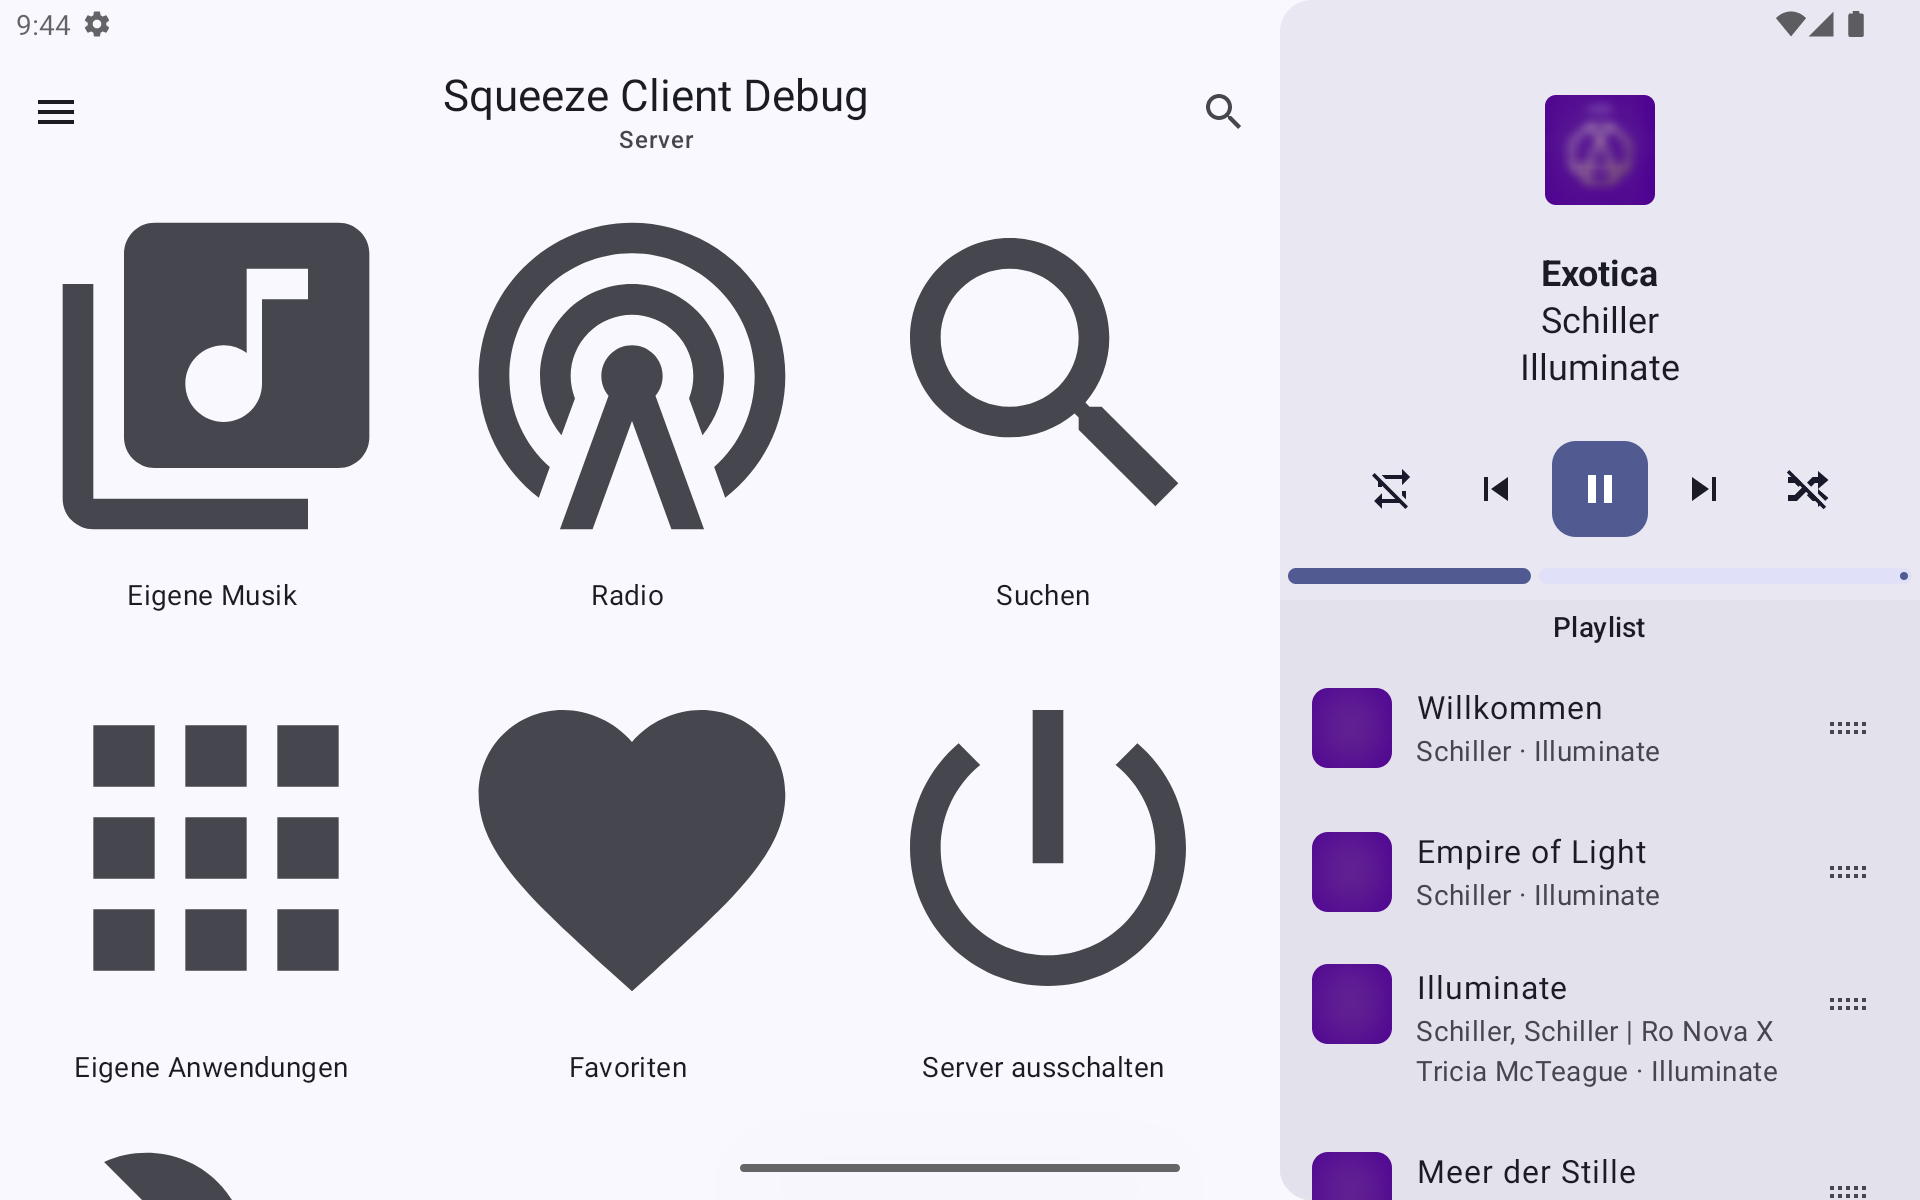 9:44
Squeeze Client Debug
Server
Eigene Musik
Radio
Suchen
Eigene Anwendungen
Favoriten
Server ausschalten
Exotica
Schiller
Illuminate
Playlist
Willkommen
Schiller · Illuminate
Empire of Light
Schiller · Illuminate
Illuminate
Schiller, Schiller | Ro Nova X
Tricia McTeague · Illuminate
Meer der Stille